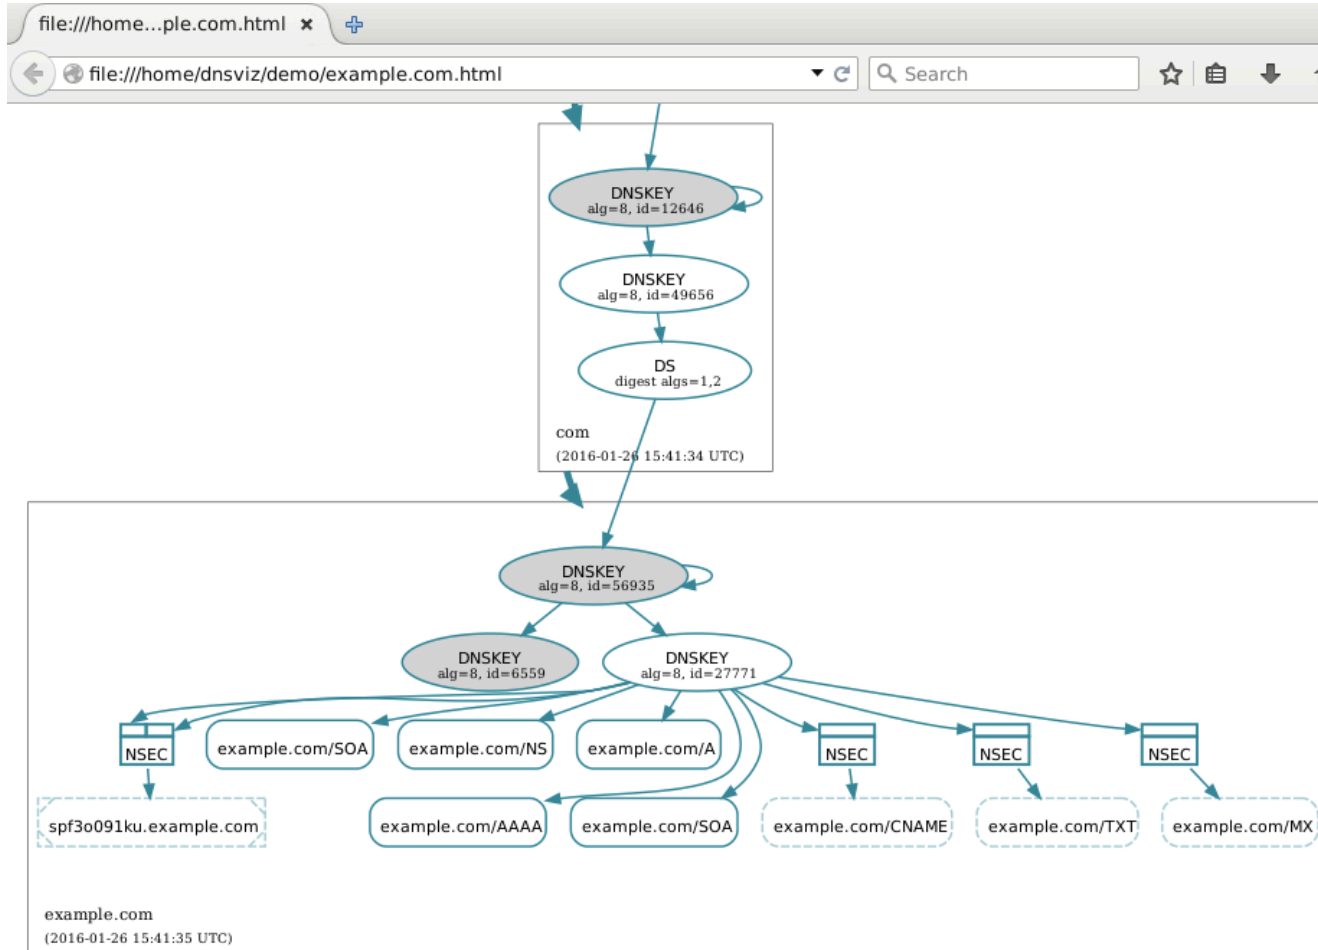 file:///home...ple.com.html
file:///home/dnsviz/demo/example.com.html
Search
DNSKEY
alg=8, id=12646
DNSKEY
alg=8, id=49656
DS
digest algs=1,2
com
(2016-01-26 15:41:34 UTC)
DNSKEY
alg=8, id=56935
DNSKEY
alg=8, id=6559
DNSKEY
alg=8, id=27771
NSEC
example.com/SOA
example.com/NS
example.com/A
NSEC
NSEC
NSEC
spf3o091ku.example.com
example.com/AAAA
example.com/SOA
example.com/CNAME
example.com/TXT
example.com/MX
example.com
(2016-01-26 15:41:35 UTC)